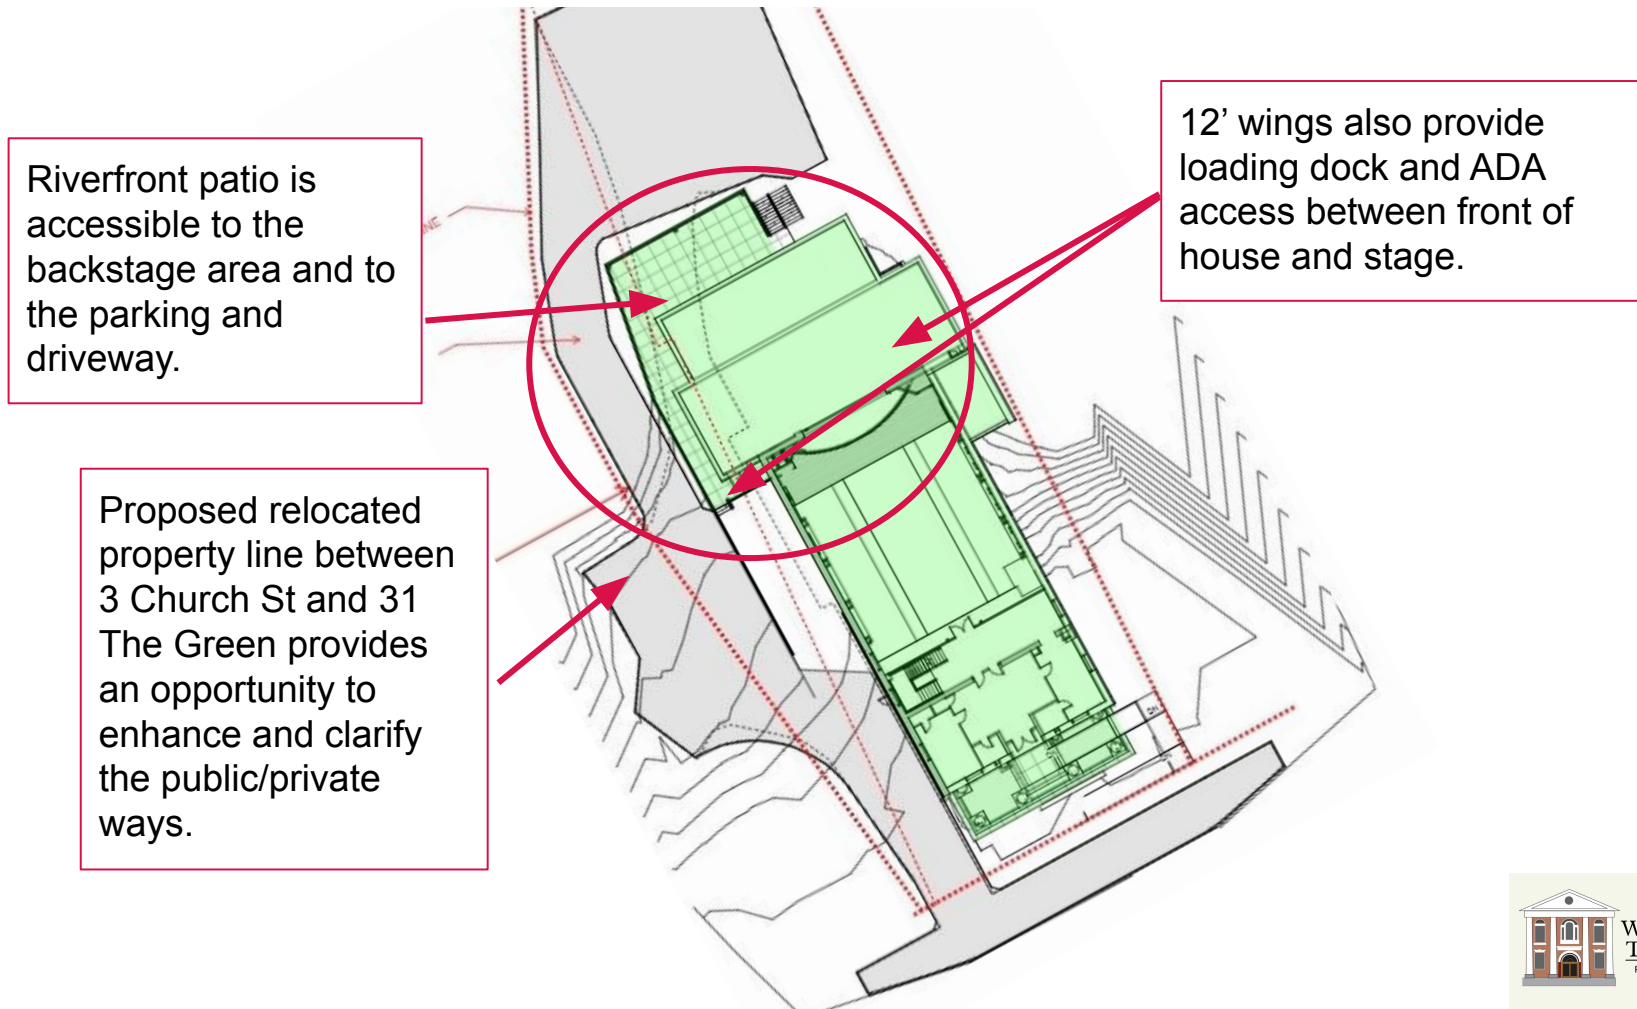 Riverfront patio is
accessible to the
backstage area and to
the parking and
driveway.
12’ wings also provide
loading dock and ADA
access between front of
house and stage.
Proposed relocated
property line between
3 Church St and 31
The Green provides
an opportunity to
enhance and clarify
the public/private
ways.
NE
DN
W
T